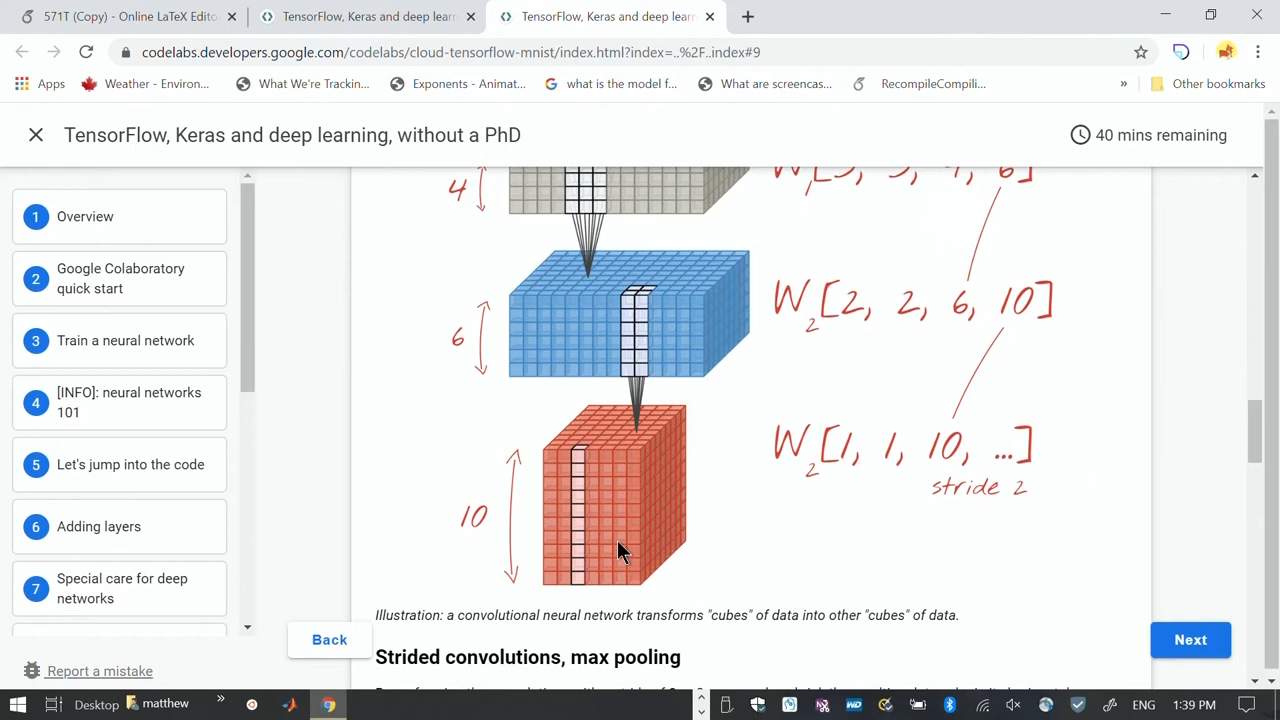 571T (Copy) - Online LaTeX Edito
TensorFlow, Keras and deep learn
TensorFlow, Keras and deep learn
codelabs.developers.google.com/codelabs/cloud-tensorflow-mnist/index.html?index=..%2F..index#9
Apps
Weather - Environ...
What We're Trackin...
Exponents - Animat...
what is the model f...
What are screencas...
RecompileCompili...
»
Other bookmarks
TensorFlow, Keras and deep learning, without a PhD
40 mins remaining
1 Overview
2 Google Colaboratory
quick start
3 Train a neural network
4 [INFO]: neural networks
101
5 Let's jump into the code
6 Adding layers
7 Special care for deep
networks
Report a mistake
4
6
W2[2, 2, 6, 10]
10
W2[1, 1, 10, ...]
stride 2
Illustration: a convolutional neural network transforms "cubes" of data into other "cubes" of data.
Back
Next
Strided convolutions, max pooling
Desktop
matthew
»
ENG
1:39 PM